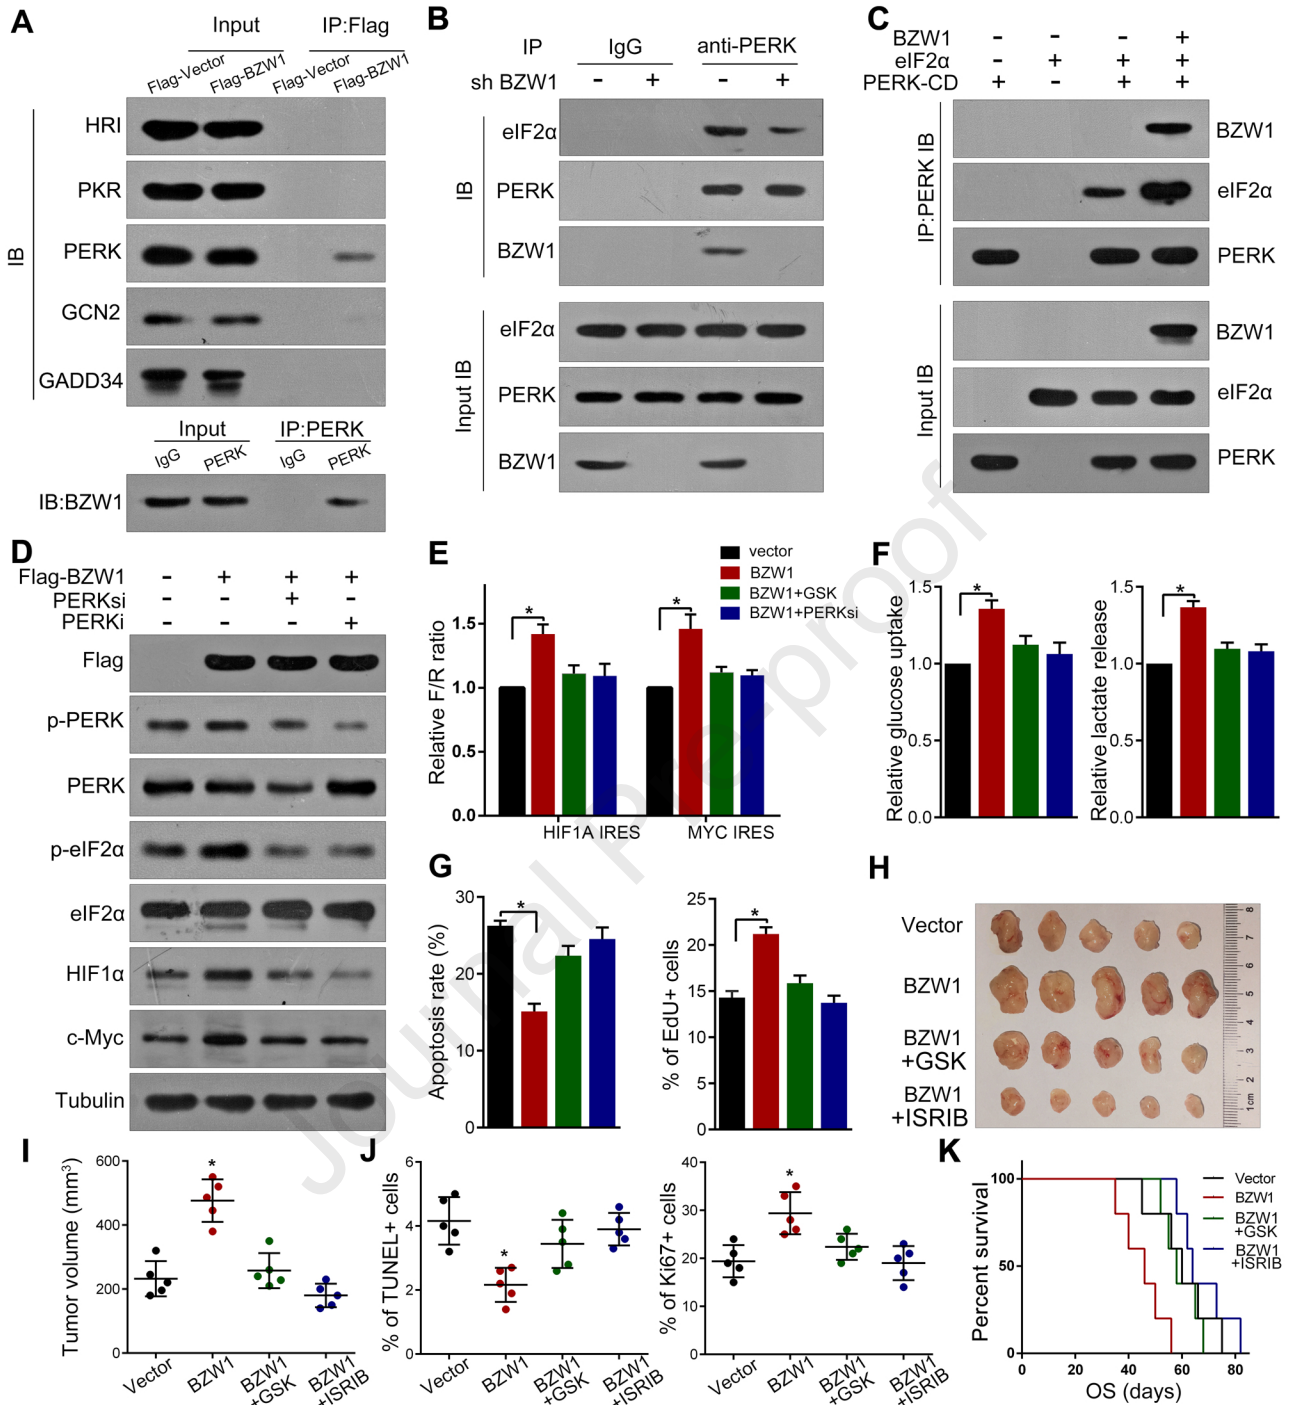 A
Input
IP:Flag
Flag-Vector
Flag-BZW1
Flag-Vector
Flag-BZW1
IB
HRI
PKR
PERK
GCN2
GADD34
Input
IP:PERK
IgG
PERK
IgG
PERK
IB:BZW1
B
IP
IgG
anti-PERK
sh BZW1
- + - +
IB
eIF2α
PERK
BZW1
Input IB
eIF2α
PERK
BZW1
C
BZW1 - - - +
eIF2α - + + +
PERK-CD + - + +
IP:PERK IB
BZW1
eIF2α
PERK
Input IB
BZW1
eIF2α
PERK
D
Flag-BZW1 - + + +
PERKsi - - + -
PERKi - - - +
Flag
p-PERK
PERK
p-eIF2α
eIF2α
HIF1α
c-Myc
Tubulin
E
vector
BZW1
BZW1+GSK
BZW1+PERKsi
Relative F/R ratio
1.5
1.0
0.5
0.0
*
*
HIF1A IRES
MYC IRES
F
Relative glucose uptake
1.5
1.0
0.5
0.0
*
Relative lactate release
1.5
1.0
0.5
0.0
*
G
Apoptosis rate (%)
30
20
10
0
*
% of EdU+ cells
25
20
15
10
5
0
*
H
Vector
BZW1
BZW1
+GSK
BZW1
+ISRIB
8
7
6
5
4
3
2
1cm
I
Tumor volume (mm³)
600
400
200
0
*
Vector
BZW1
BZW1
+GSK
BZW1
+ISRIB
J
% of TUNEL+ cells
6
4
2
0
*
Vector
BZW1
BZW1
+GSK
BZW1
+ISRIB
% of Ki67+ cells
40
30
20
10
0
*
Vector
BZW1
BZW1
+GSK
BZW1
+ISRIB
K
Percent survival
100
50
0
0
20
40
60
80
OS (days)
Vector
BZW1
BZW1
+GSK
BZW1
+ISRIB
Journal Pre-proof